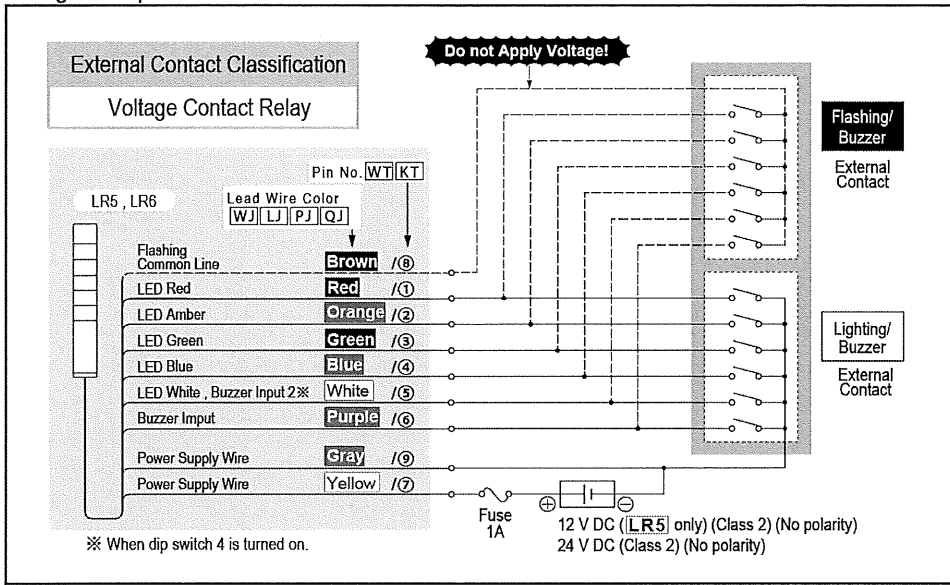 External Contact Classification
Voltage Contact Relay
Do not Apply Voltage!
Flashing/
Buzzer
External
Contact
Pin No. WT KT
LR5 , LR6
Lead Wire Color
WJ LJ PJ QJ
Flashing
Common Line Brown /⑧
LED Red Red /①
LED Amber Orange /②
LED Green Green /③
LED Blue Blue /④
LED White , Buzzer Input 2※ White /⑤
Buzzer Imput Purple /⑥
Power Supply Wire Gray /⑨
Power Supply Wire Yellow /⑦
Lighting/
Buzzer
External
Contact
Fuse
1A
⊕ ⊖
12 V DC (LR5 only) (Class 2) (No polarity)
24 V DC (Class 2) (No polarity)
※ When dip switch 4 is turned on.